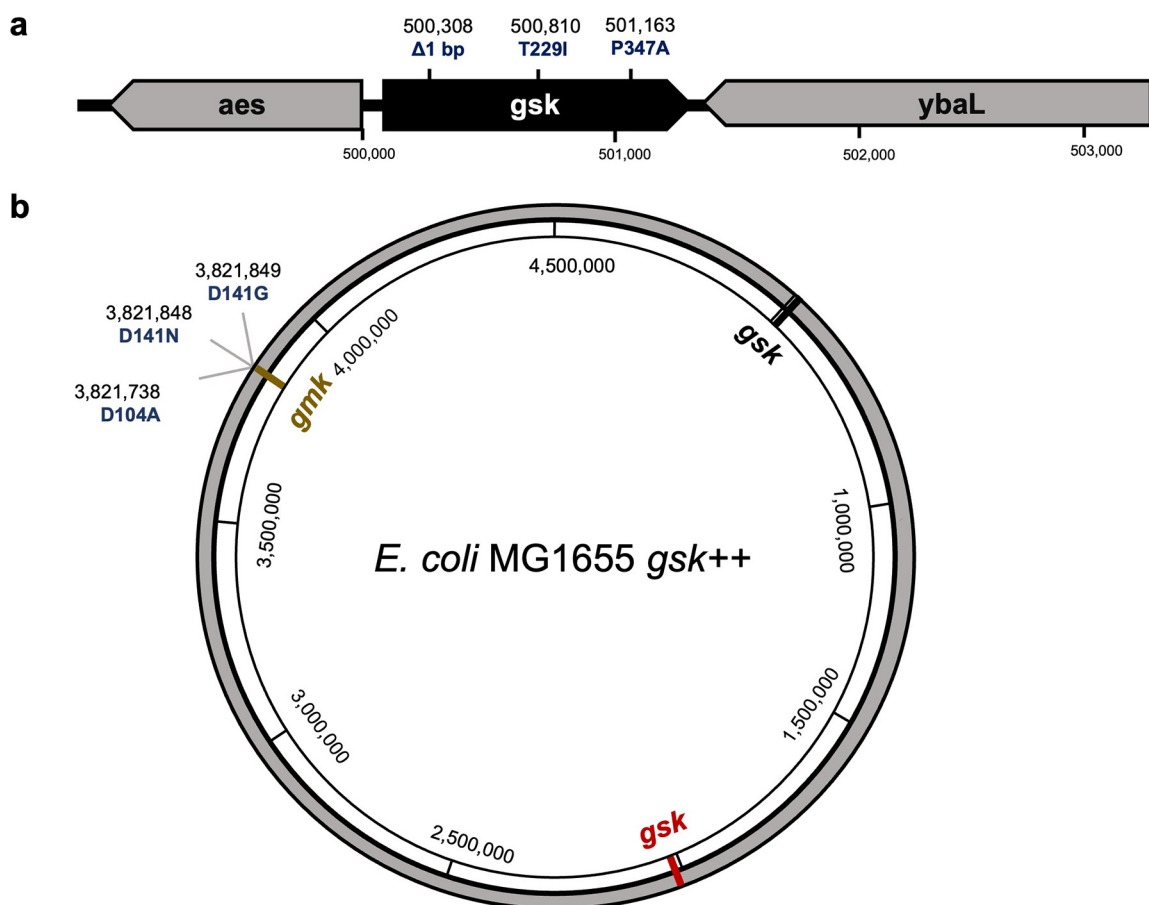 a
500,308 500,810 501,163
Δ1 bp T229I P347A
aes gsk ybaL
500,000 501,000 502,000 503,000
b
4,500,000
3,821,849
D141G
3,821,848
D141N
3,821,738
D104A
4,000,000
gmk
gsk
3,500,000
1,000,000
E. coli MG1655 gsk++
3,000,000
1,500,000
2,500,000
gsk